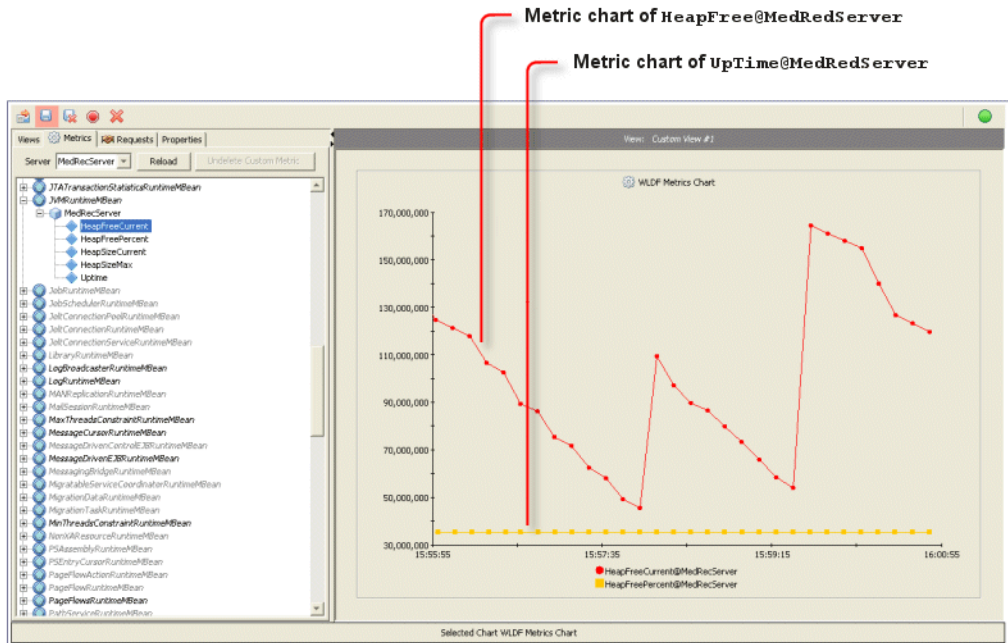 Metric chart of HeapFree@MedRedServer
Metric chart of UpTime@MedRedServer
Views Metrics Requests Properties
View: Custom View #1
Server MedRecServer Reload Undelete Custom Metric
WLDF Metrics Chart
JTATransactionStatisticsRuntimeMBean
JVMRuntimeMBean
MedRecServer
HeapFreeCurrent
HeapFreePercent
HeapSizeCurrent
HeapSizeMax
Uptime
JobRuntimeMBean
JobSchedulerRuntimeMBean
JoltConnectionPoolRuntimeMBean
JoltConnectionRuntimeMBean
JoltConnectionServiceRuntimeMBean
LibraryRuntimeMBean
LogBroadcasterRuntimeMBean
LogRuntimeMBean
MANReplicationRuntimeMBean
MailSessionRuntimeMBean
MaxThreadsConstraintRuntimeMBean
MessageCursorRuntimeMBean
MessageDrivenControlEJBRuntimeMBean
MessageDrivenEJBRuntimeMBean
MessagingBridgeRuntimeMBean
MigratableServiceCoordinatorRuntimeMBean
MigrationDataRuntimeMBean
MigrationTaskRuntimeMBean
MinThreadsConstraintRuntimeMBean
NonXAResourceRuntimeMBean
PSAssemblyRuntimeMBean
PSEntryCursorRuntimeMBean
PageFlowActionRuntimeMBean
PageFlowsRuntimeMBean
PathServiceRuntimeMBean
170,000,000
150,000,000
130,000,000
110,000,000
90,000,000
70,000,000
50,000,000
30,000,000
15:55:55 15:57:35 15:59:15 16:00:55
HeapFreeCurrent@MedRecServer
HeapFreePercent@MedRecServer
Selected Chart WLDF Metrics Chart